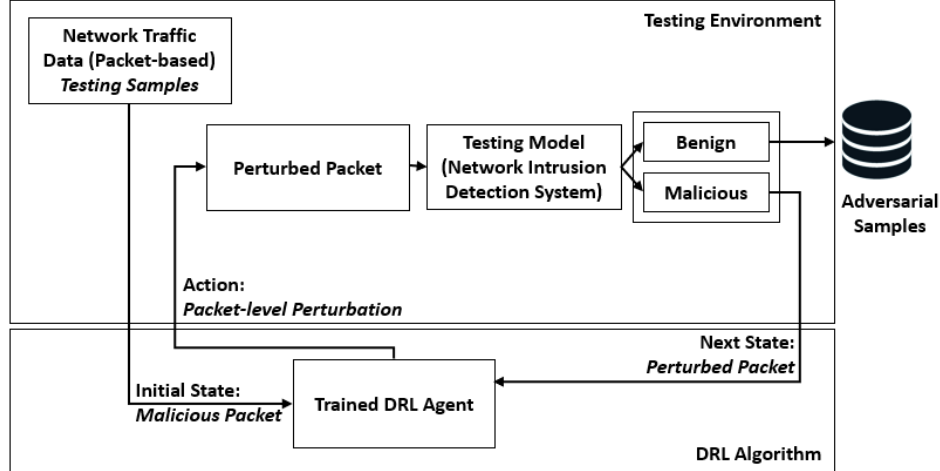 Testing Environment
Network Traffic
Data (Packet-based)
Testing Samples
Perturbed Packet
Testing Model
(Network Intrusion
Detection System)
Benign
Malicious
Adversarial
Samples
Action:
Packet-level Perturbation
Next State:
Perturbed Packet
Initial State:
Malicious Packet
Trained DRL Agent
DRL Algorithm